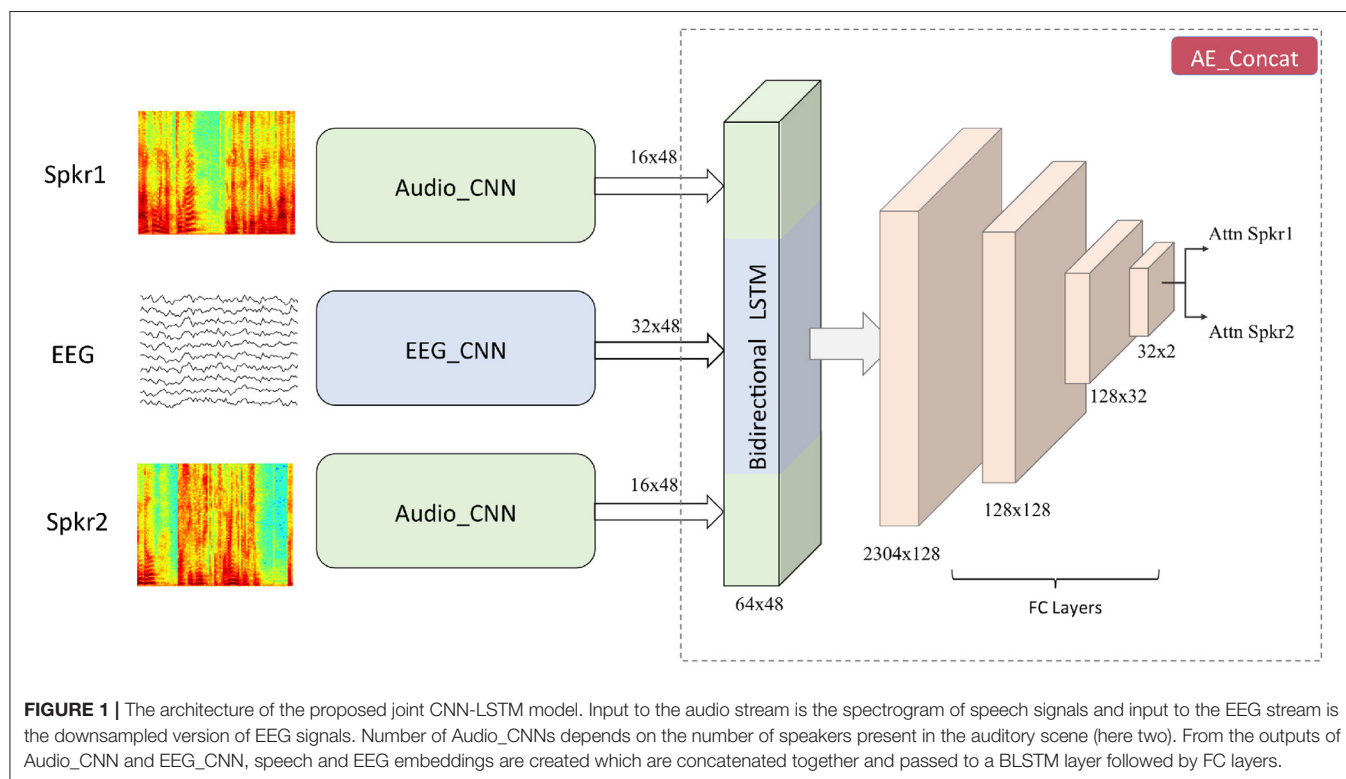 AE_Concat
Spkr1
Audio_CNN
16x48
EEG
EEG_CNN
32x48
Spkr2
Audio_CNN
16x48
Bidirectional LSTM
64x48
2304x128
128x128
128x32
32x2
FC Layers
Attn Spkr1
Attn Spkr2
FIGURE 1 | The architecture of the proposed joint CNN-LSTM model. Input to the audio stream is the spectrogram of speech signals and input to the EEG stream is
the downsampled version of EEG signals. Number of Audio_CNNs depends on the number of speakers present in the auditory scene (here two). From the outputs of
Audio_CNN and EEG_CNN, speech and EEG embeddings are created which are concatenated together and passed to a BLSTM layer followed by FC layers.